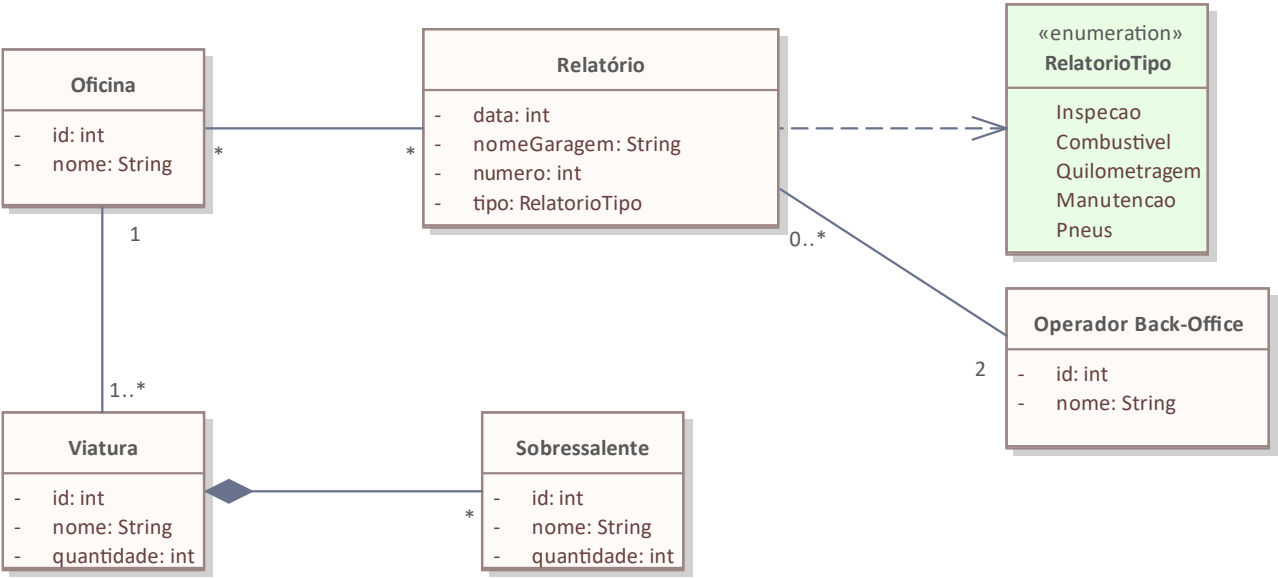 Oficina
- id: int
- nome: String
*
1
Relatório
- data: int
- nomeGaragem: String
- numero: int
- tipo: RelatorioTipo
*
0..*
«enumeration»
RelatorioTipo
Inspecao
Combustivel
Quilometragem
Manutencao
Pneus
Operador Back-Office
- id: int
- nome: String
2
1..*
Viatura
- id: int
- nome: String
- quantidade: int
Sobressalente
- id: int
- nome: String
- quantidade: int
*